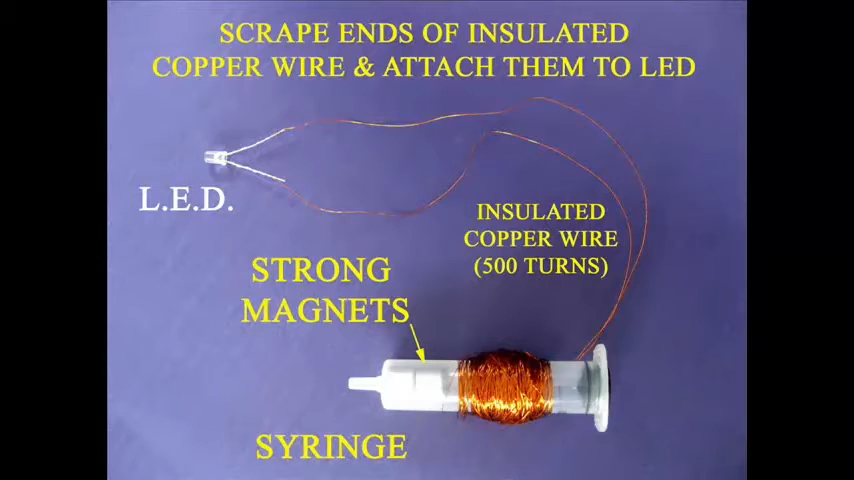 SCRAPE ENDS OF INSULATED
COPPER WIRE & ATTACH THEM TO LED
L.E.D.
INSULATED
COPPER WIRE
(500 TURNS)
STRONG
MAGNETS
SYRINGE